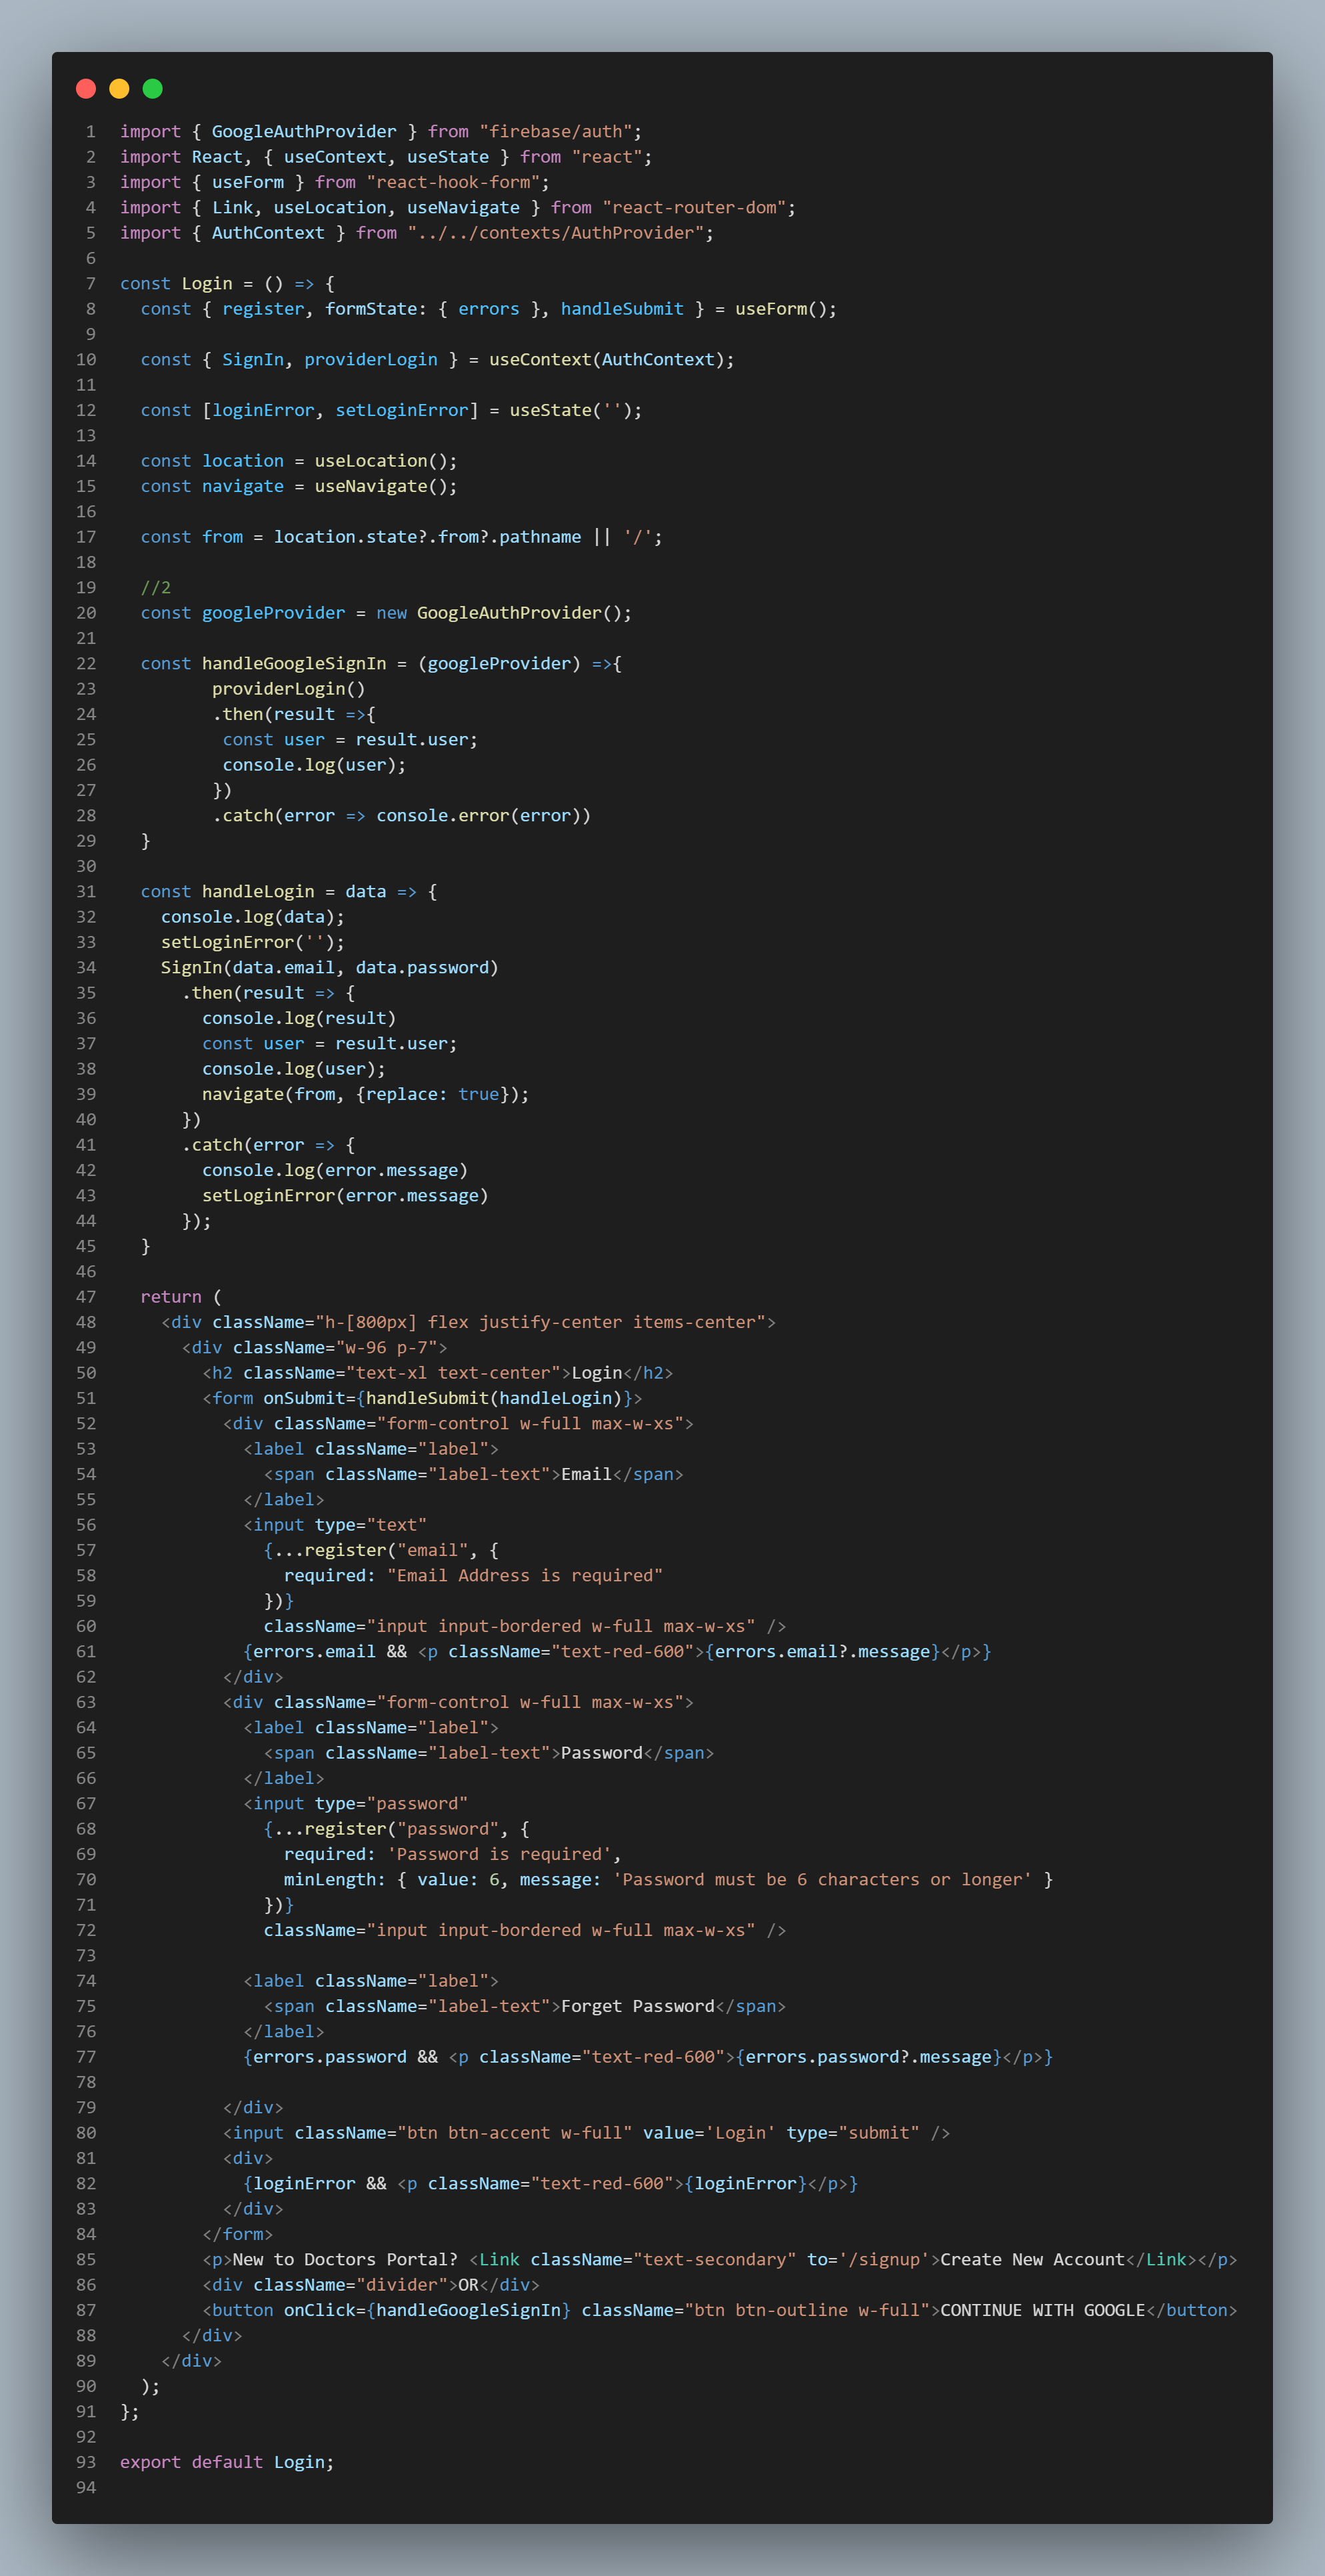 1 import { GoogleAuthProvider } from "firebase/auth";
2 import React, { useContext, useState } from "react";
3 import { useForm } from "react-hook-form";
4 import { Link, useLocation, useNavigate } from "react-router-dom";
5 import { AuthContext } from "../../contexts/AuthProvider";
6
7 const Login = () => {
8   const { register, formState: { errors }, handleSubmit } = useForm();
9
10   const { SignIn, providerLogin } = useContext(AuthContext);
11
12   const [loginError, setLoginError] = useState('');
13
14   const location = useLocation();
15   const navigate = useNavigate();
16
17   const from = location.state?.from?.pathname || '/';
18
19   //2
20   const googleProvider = new GoogleAuthProvider();
21
22   const handleGoogleSignIn = (googleProvider) =>{
23          providerLogin()
24          .then(result =>{
25           const user = result.user;
26           console.log(user);
27          })
28          .catch(error => console.error(error))
29   }
30
31   const handleLogin = data => {
32     console.log(data);
33     setLoginError('');
34     SignIn(data.email, data.password)
35       .then(result => {
36         console.log(result)
37         const user = result.user;
38         console.log(user);
39         navigate(from, {replace: true});
40       })
41       .catch(error => {
42         console.log(error.message)
43         setLoginError(error.message)
44       });
45   }
46
47   return (
48     <div className="h-[800px] flex justify-center items-center">
49       <div className="w-96 p-7">
50         <h2 className="text-xl text-center">Login</h2>
51         <form onSubmit={handleSubmit(handleLogin)}>
52           <div className="form-control w-full max-w-xs">
53             <label className="label">
54               <span className="label-text">Email</span>
55             </label>
56             <input type="text"
57               {...register("email", {
58                 required: "Email Address is required"
59               })}
60               className="input input-bordered w-full max-w-xs" />
61             {errors.email && <p className="text-red-600">{errors.email?.message}</p>}
62           </div>
63           <div className="form-control w-full max-w-xs">
64             <label className="label">
65               <span className="label-text">Password</span>
66             </label>
67             <input type="password"
68               {...register("password", {
69                 required: 'Password is required',
70                 minLength: { value: 6, message: 'Password must be 6 characters or longer' }
71               })}
72               className="input input-bordered w-full max-w-xs" />
73
74             <label className="label">
75               <span className="label-text">Forget Password</span>
76             </label>
77             {errors.password && <p className="text-red-600">{errors.password?.message}</p>}
78
79           </div>
80           <input className="btn btn-accent w-full" value='Login' type="submit" />
81           <div>
82             {loginError && <p className="text-red-600">{loginError}</p>}
83           </div>
84         </form>
85         <p>New to Doctors Portal? <Link className="text-secondary" to='/signup'>Create New Account</Link></p>
86         <div className="divider">OR</div>
87         <button onClick={handleGoogleSignIn} className="btn btn-outline w-full">CONTINUE WITH GOOGLE</button>
88       </div>
89     </div>
90   );
91 };
92
93 export default Login;
94